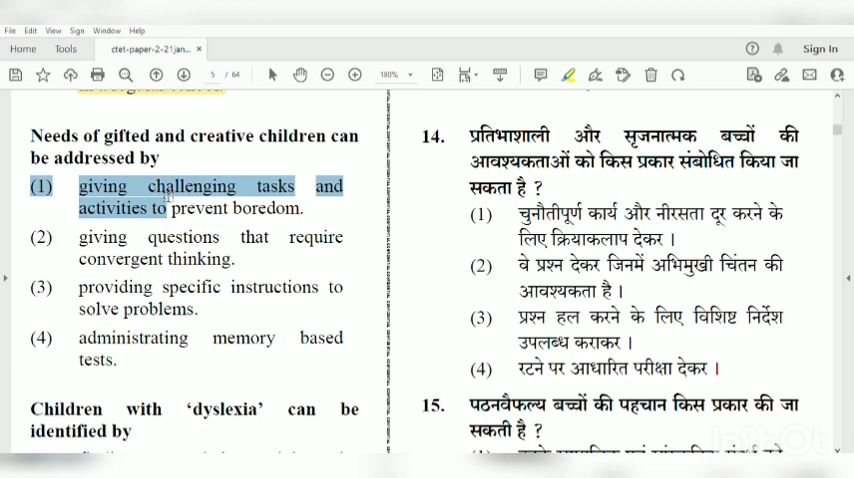 File Edit View Sign Window Help
Home Tools ctet-paper-2-21jan... × Sign In
5 / 64 180%
Needs of gifted and creative children can
be addressed by
(1) giving challenging tasks and
activities to prevent boredom.
(2) giving questions that require
convergent thinking.
(3) providing specific instructions to
solve problems.
(4) administrating memory based
tests.
Children with ‘dyslexia’ can be
identified by
14. प्रतिभाशाली और सृजनात्मक बच्चों की
आवश्यकताओं को किस प्रकार संबोधित किया जा
सकता है ?
(1) चुनौतीपूर्ण कार्य और नीरसता दूर करने के
लिए क्रियाकलाप देकर ।
(2) वे प्रश्न देकर जिनमें अभिमुखी चिंतन की
आवश्यकता है ।
(3) प्रश्न हल करने के लिए विशिष्ट निर्देश
उपलब्ध कराकर ।
(4) रटने पर आधारित परीक्षा देकर ।
15. पठनवैफल्य बच्चों की पहचान किस प्रकार की जा
सकती है ?
InShot